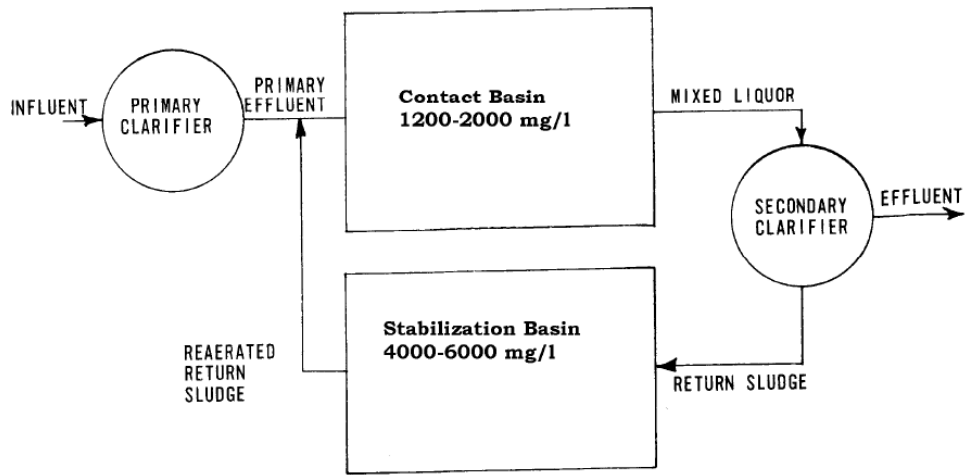 INFLUENT
PRIMARY
CLARIFIER
PRIMARY
EFFLUENT
Contact Basin
1200-2000 mg/l
MIXED LIQUOR
SECONDARY
CLARIFIER
EFFLUENT
Stabilization Basin
4000-6000 mg/l
REAERATED
RETURN
SLUDGE
RETURN SLUDGE